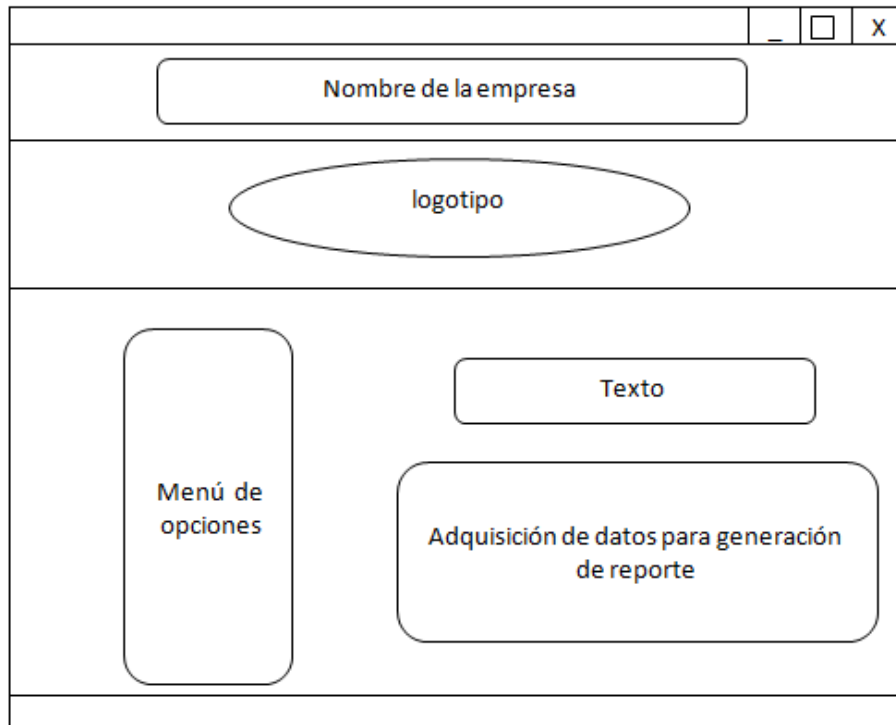 _ X
Nombre de la empresa
logotipo
Texto
Menú de
opciones
Adquisición de datos para generación
de reporte